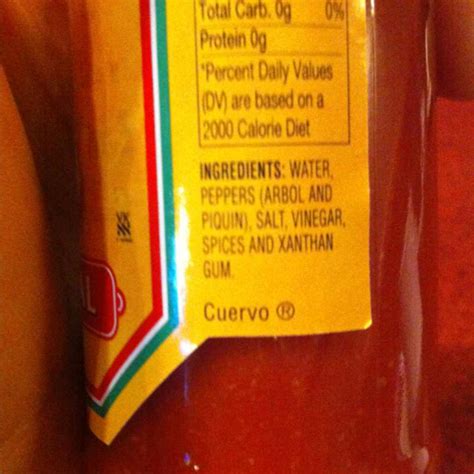 Total Carb. 0g 0%
Protein 0g
*Percent Daily Values
(DV) are based on a
2000 Calorie Diet
INGREDIENTS: WATER,
PEPPERS (ARBOL AND
PIQUIN), SALT, VINEGAR,
SPICES AND XANTHAN
GUM.
Cuervo ®